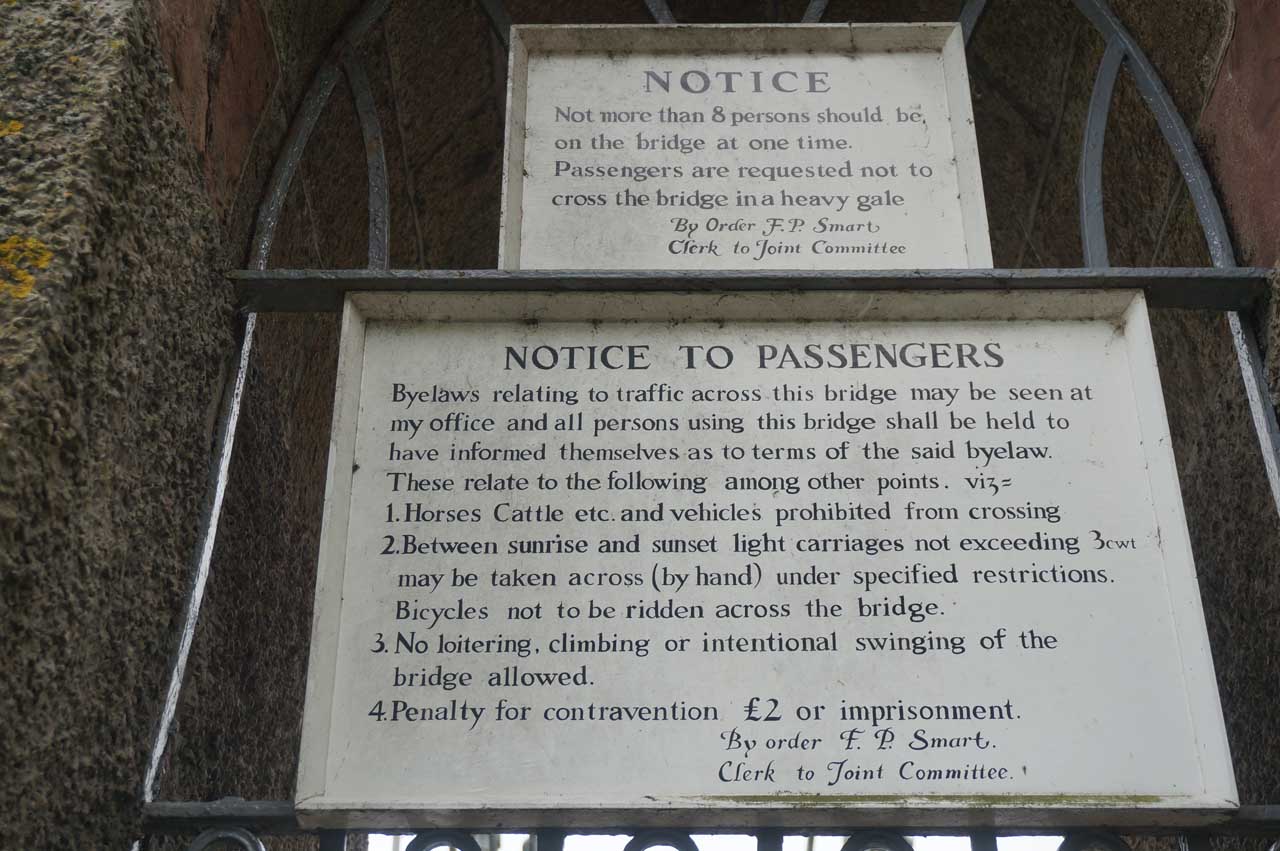 NOTICE
Not more than 8 persons should be,
on the bridge at one time.
Passengers are requested not to
cross the bridge in a heavy gale
By Order F. P. Smart,
Clerk to Joint Committee
NOTICE TO PASSENGERS
Byelaws relating to traffic across this bridge may be seen at
my office and all persons using this bridge shall be held to
have informed themselves as to terms of the said byelaw.
These relate to the following among other points. viz=
1. Horses Cattle etc. and vehicles prohibited from crossing
2. Between sunrise and sunset light carriages not exceeding 3cwt
may be taken across (by hand) under specified restrictions.
Bicycles not to be ridden across the bridge.
3. No loitering, climbing or intentional swinging of the
bridge allowed.
4. Penalty for contravention £2 or imprisonment.
By order F. P. Smart.
Clerk to Joint Committee.